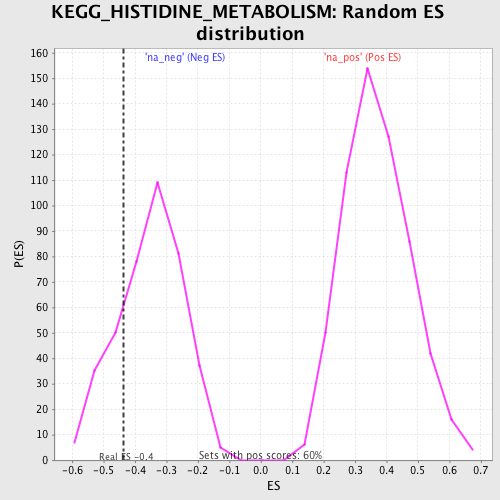 KEGG_HISTIDINE_METABOLISM: Random ES
distribution
'na_neg' (Neg ES)
'na_pos' (Pos ES)
160
150
140
130
120
110
100
90
80
70
60
50
40
30
20
10
0
P(ES)
Real ES -0.4
Sets with pos scores: 60%
-0.6 -0.5 -0.4 -0.3 -0.2 -0.1 0.0 0.1 0.2 0.3 0.4 0.5 0.6 0.7
ES